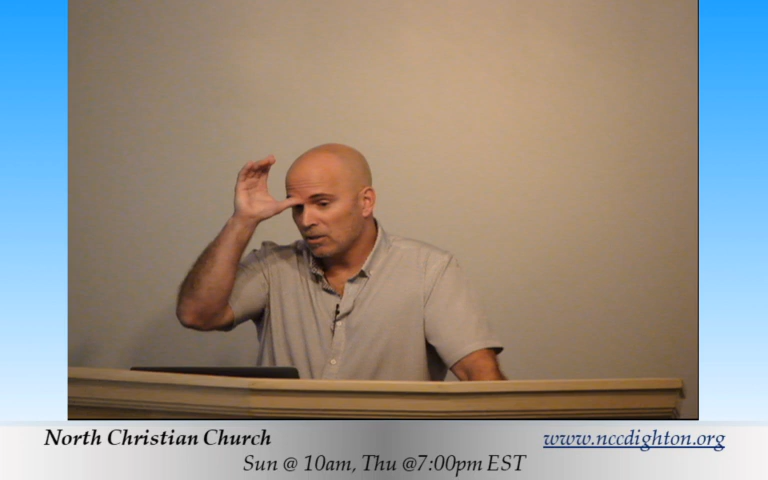 North Christian Church
www.nccdighton.org
Sun @ 10am, Thu @7:00pm EST